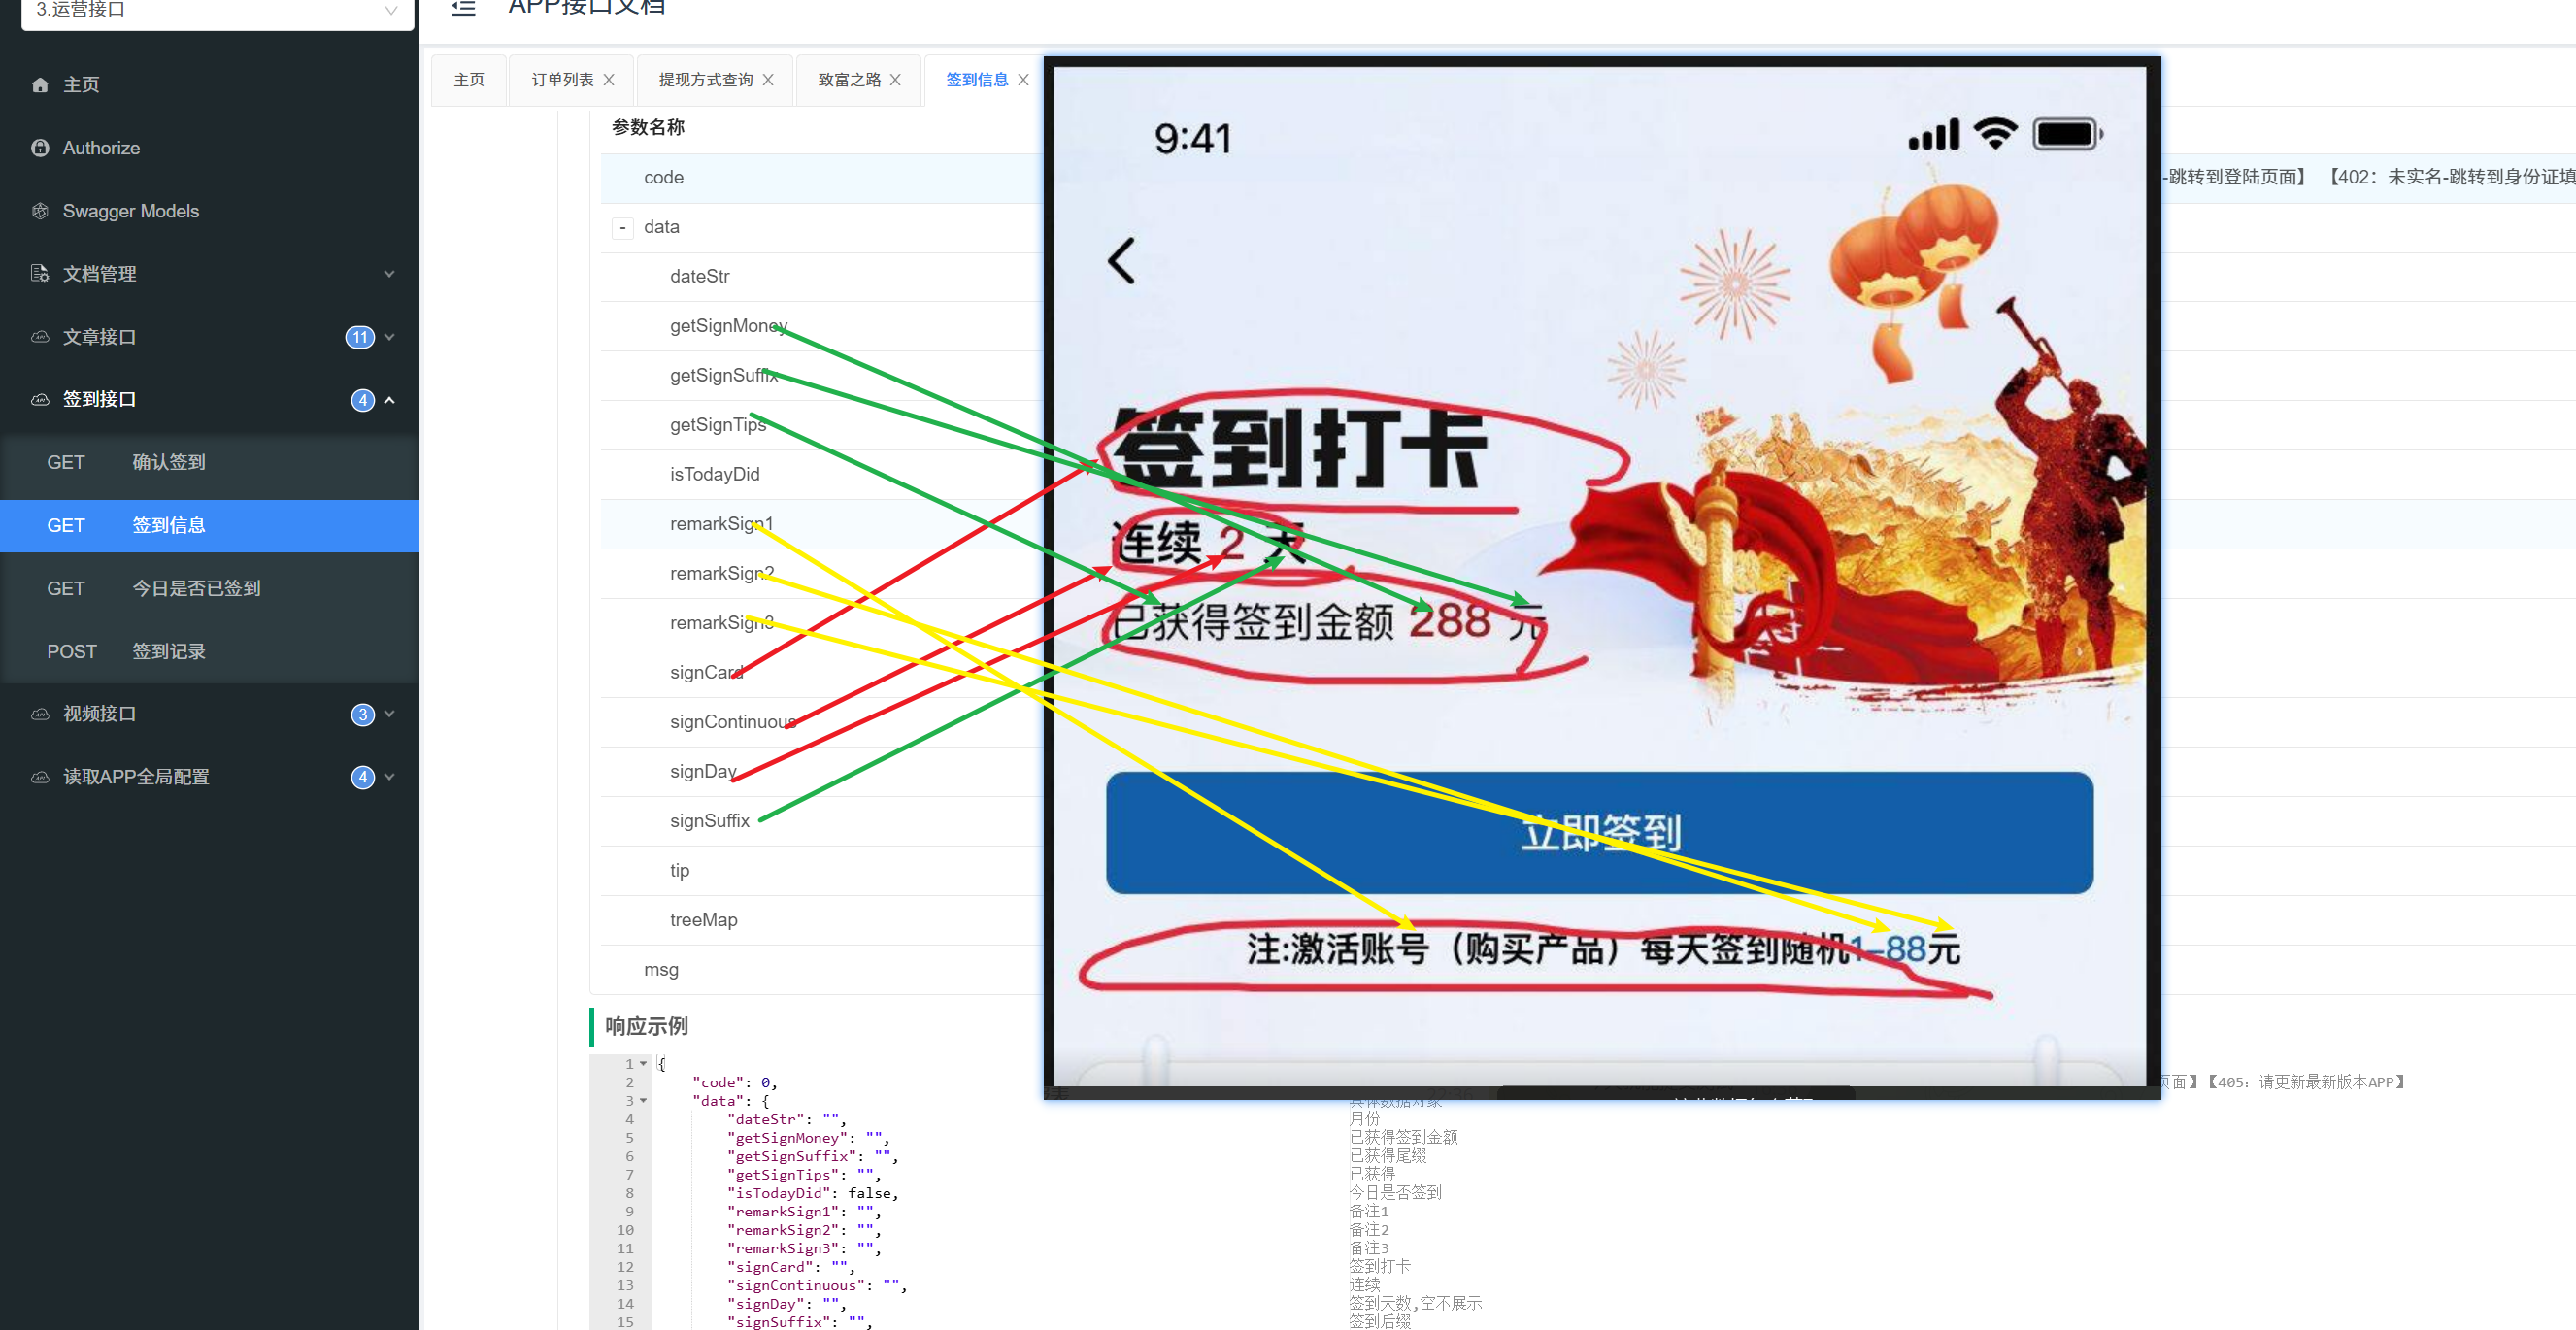 3.运营接口
APP接口文档
主页
Authorize
Swagger Models
文档管理
文章接口 11
签到接口 4
GET 确认签到
GET 签到信息
GET 今日是否已签到
POST 签到记录
视频接口 3
读取APP全局配置 4
主页 订单列表 提现方式查询 致富之路 签到信息
参数名称
code
-跳转到登陆页面】 【402：未实名-跳转到身份证填
- data
dateStr
getSignMoney
getSignSuffix
getSignTips
isTodayDid
remarkSign1
remarkSign2
remarkSign3
signCard
signContinuous
signDay
signSuffix
tip
treeMap
msg
9:41
签到打卡
连续 2 天
已获得签到金额 288 元
立即签到
注:激活账号（购买产品）每天签到随机1-88元
响应示例
1 {
2 "code": 0,
页面】【405：请更新最新版本APP】
3 "data": {
具体数据对象
4 "dateStr": "",
月份
5 "getSignMoney": "",
已获得签到金额
6 "getSignSuffix": "",
已获得尾缀
7 "getSignTips": "",
已获得
8 "isTodayDid": false,
今日是否签到
9 "remarkSign1": "",
备注1
10 "remarkSign2": "",
备注2
11 "remarkSign3": "",
备注3
12 "signCard": "",
签到打卡
13 "signContinuous": "",
连续
14 "signDay": "",
签到天数,空不展示
15 "signSuffix": "",
签到后缀